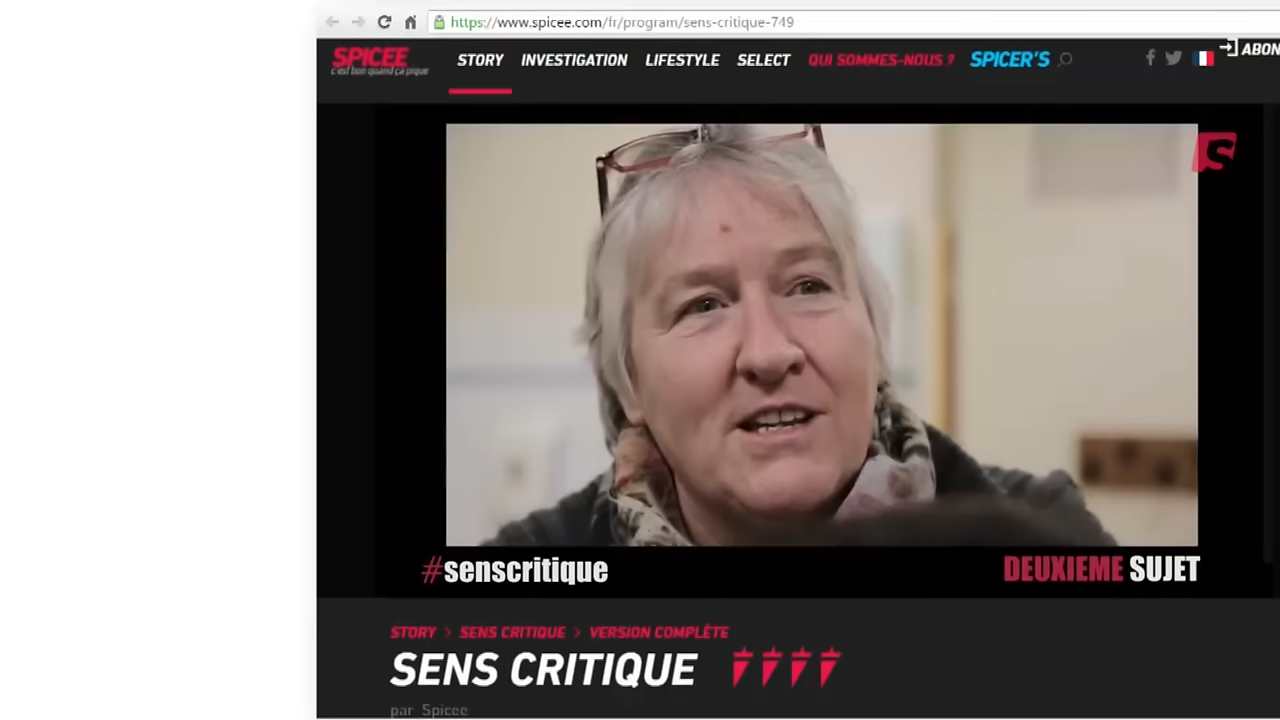 https://www.spicee.com/fr/program/sens-critique-749
SPICEE
c'est bon quand ça pique
STORY INVESTIGATION LIFESTYLE SELECT QUI SOMMES-NOUS ? SPICER'S
ABON
S
#senscritique
DEUXIEME SUJET
STORY > SENS CRITIQUE > VERSION COMPLÈTE
SENS CRITIQUE
par Spicee